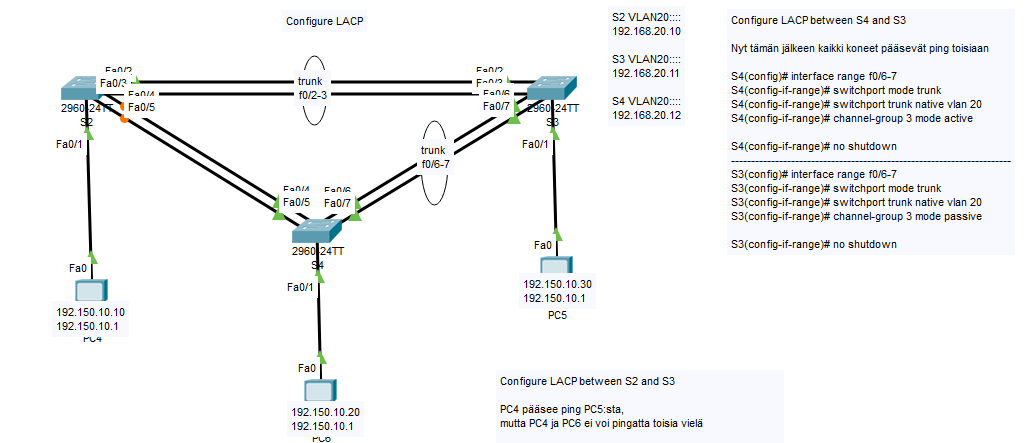 Configure LACP
S2 VLAN20::::
192.168.20.10
S3 VLAN20::::
192.168.20.11
S4 VLAN20::::
192.168.20.12
Configure LACP between S4 and S3
Nyt tämän jälkeen kaikki koneet pääsevät ping toisiaan
S4(config)# interface range f0/6-7
S4(config-if-range)# switchport mode trunk
S4(config-if-range)# switchport trunk native vlan 20
S4(config-if-range)# channel-group 3 mode active
S4(config-if-range)# no shutdown
S3(config)# interface range f0/6-7
S3(config-if-range)# switchport mode trunk
S3(config-if-range)# switchport trunk native vlan 20
S3(config-if-range)# channel-group 3 mode passive
S3(config-if-range)# no shutdown
Fa0/2
Fa0/3
Fa0/4
Fa0/5
2960-24TT
S2
Fa0/1
trunk
f0/2-3
Fa0/2
Fa0/3
Fa0/6
Fa0/7
2960-24TT
S3
Fa0/1
trunk
f0/6-7
Fa0/4
Fa0/5
Fa0/6
Fa0/7
2960-24TT
S4
Fa0/1
Fa0
192.150.10.10
192.150.10.1
PC4
Fa0
192.150.10.30
192.150.10.1
PC5
Fa0
192.150.10.20
192.150.10.1
PC6
Configure LACP between S2 and S3
PC4 pääsee ping PC5:sta,
mutta PC4 ja PC6 ei voi pingatta toisia vielä